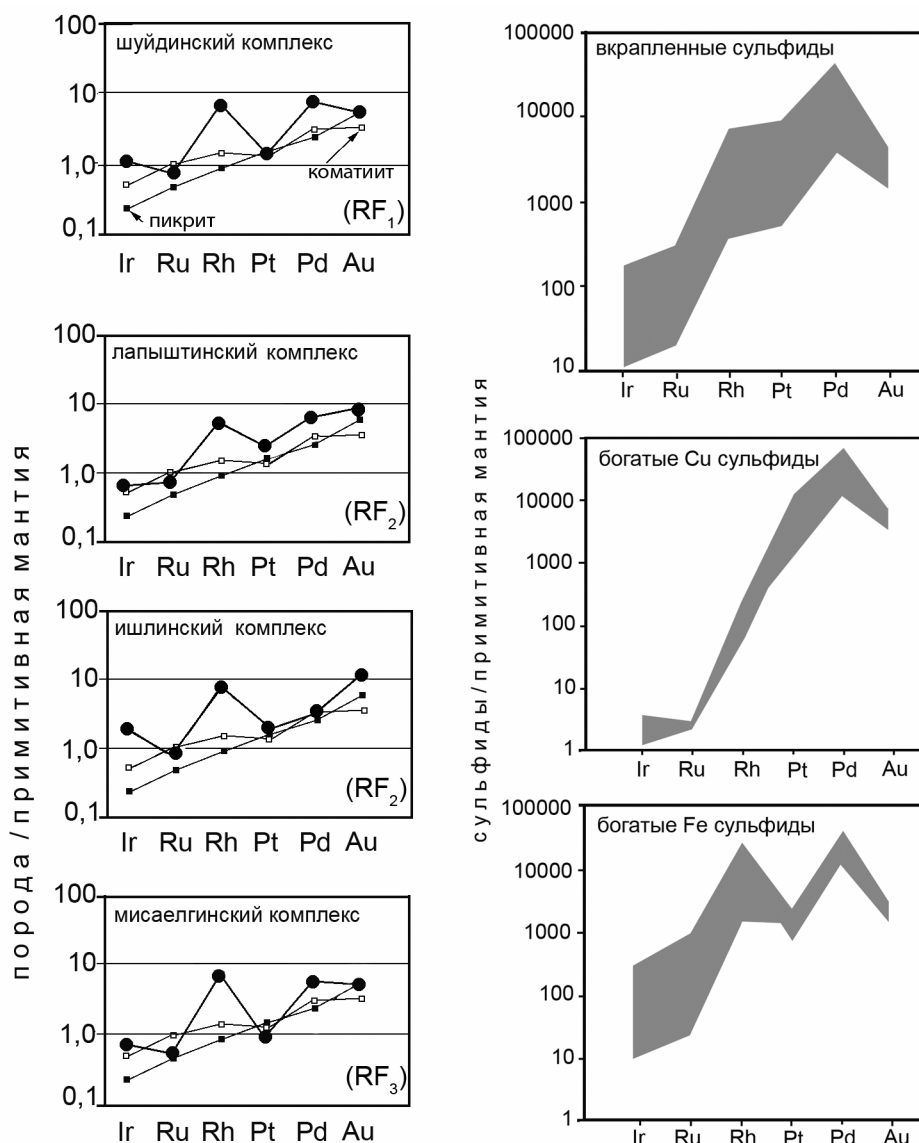 порода/примитивная мантия
100
10
1,0
0,1
шуйдинский комплекс
коматиит
пикрит
(RF1)
Ir Ru Rh Pt Pd Au
100
10
1,0
0,1
лапыштинский комплекс
(RF2)
Ir Ru Rh Pt Pd Au
100
10
1,0
0,1
ишлинский комплекс
(RF2)
Ir Ru Rh Pt Pd Au
100
10
1,0
0,1
мисаелгинский комплекс
(RF3)
Ir Ru Rh Pt Pd Au
сульфиды/примитивная мантия
100000
10000
1000
100
10
вкрапленные сульфиды
Ir Ru Rh Pt Pd Au
100000
10000
1000
100
10
1
богатые Cu сульфиды
Ir Ru Rh Pt Pd Au
100000
10000
1000
100
10
1
богатые Fe сульфиды
Ir Ru Rh Pt Pd Au